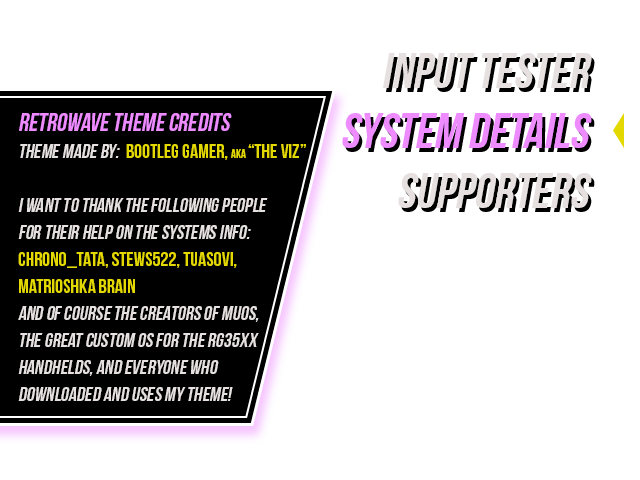 INPUT TESTER
SYSTEM DETAILS
SUPPORTERS
RETROWAVE THEME CREDITS
THEME MADE BY: BOOTLEG GAMER, AKA “THE VIZ”
I WANT TO THANK THE FOLLOWING PEOPLE
FOR THEIR HELP ON THE SYSTEMS INFO:
CHRONO_TATA, STEWS522, TUASOVI,
MATRIOSHKA BRAIN
AND OF COURSE THE CREATORS OF MUOS,
THE GREAT CUSTOM OS FOR THE RG35XX
HANDHELDS, AND EVERYONE WHO
DOWNLOADED AND USES MY THEME!